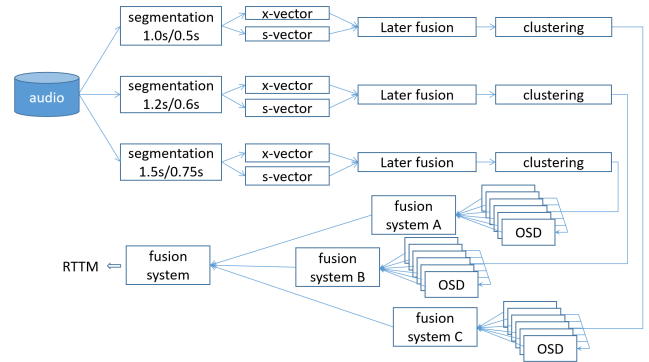 segmentation
1.0s/0.5s
x-vector
s-vector
Later fusion
clustering
audio
segmentation
1.2s/0.6s
x-vector
s-vector
Later fusion
clustering
segmentation
1.5s/0.75s
x-vector
s-vector
Later fusion
clustering
fusion
system A
OSD
RTTM
fusion
system
fusion
system B
OSD
fusion
system C
OSD